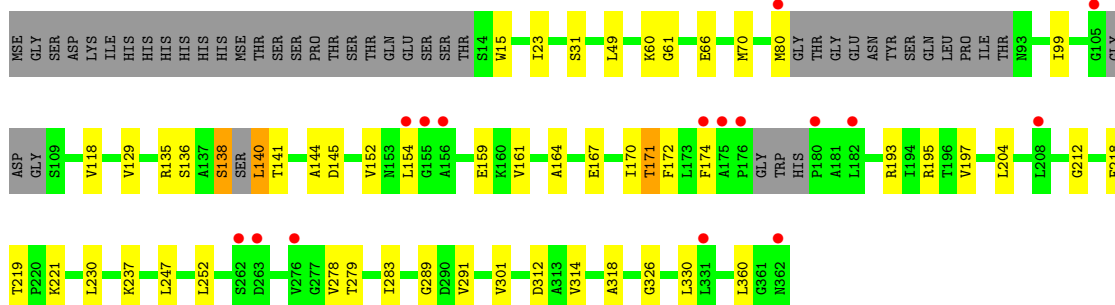 MSE GLY SER ASP LYS ILE HIS HIS HIS HIS HIS HIS MSE THR SER SER PRO THR SER THR GLN GLU SER SER THR S14 W15 I23 S31 L49 K60 G61 E66 M70 M80 GLY THR GLY GLU ASN TYR SER GLN LEU PRO ILE THR N93 I99 G105 GLY
ASP GLY S109 V118 V129 R135 S136 A137 S138 SER L140 T141 A144 D145 V152 N153 L154 G155 A156 E159 K160 V161 A164 E167 I170 T171 F172 L173 F174 A175 P176 GLY TRP HIS P180 A181 L182 R193 I194 R195 T196 V197 L204 L208 G212
T219 P220 K221 L230 K237 L247 L252 S262 D263 V276 G277 V278 T279 I283 G289 D290 V291 V301 D312 A313 V314 A318 G326 L330 L331 L360 G361 N362